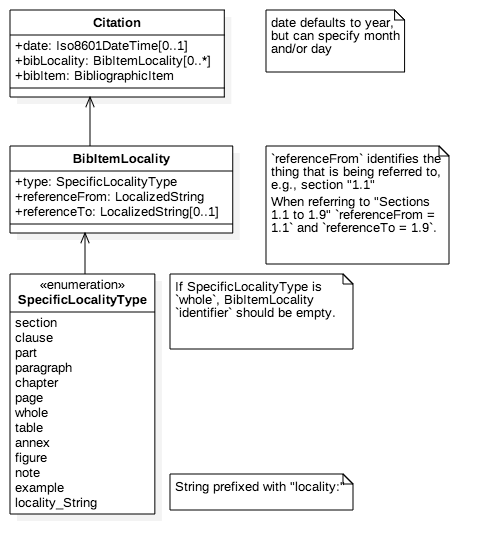 Citation
+date: Iso8601DateTime[0..1]
+bibLocality: BibItemLocality[0..*]
+bibItem: BibliographicItem
date defaults to year,
but can specify month
and/or day
BibItemLocality
+type: SpecificLocalityType
+referenceFrom: LocalizedString
+referenceTo: LocalizedString[0..1]
`referenceFrom` identifies the
thing that is being referred to,
e.g., section "1.1"
When referring to "Sections
1.1 to 1.9" `referenceFrom =
1.1` and `referenceTo = 1.9`.
«enumeration»
SpecificLocalityType
section
clause
part
paragraph
chapter
page
whole
table
annex
figure
note
example
locality_String
If SpecificLocalityType is
`whole`, BibItemLocality
`identifier` should be empty.
String prefixed with "locality:"